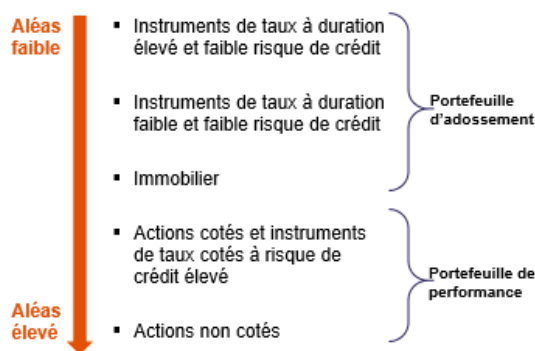 Aléas
faible
▪ Instruments de taux à duration
élevé et faible risque de crédit
▪ Instruments de taux à duration
faible et faible risque de crédit
Portefeuille
d'adossement
▪ Immobilier
▪ Actions cotés et instruments
de taux cotés à risque de
crédit élevé
Portefeuille de
performance
Aléas
élevé
▪ Actions non cotés